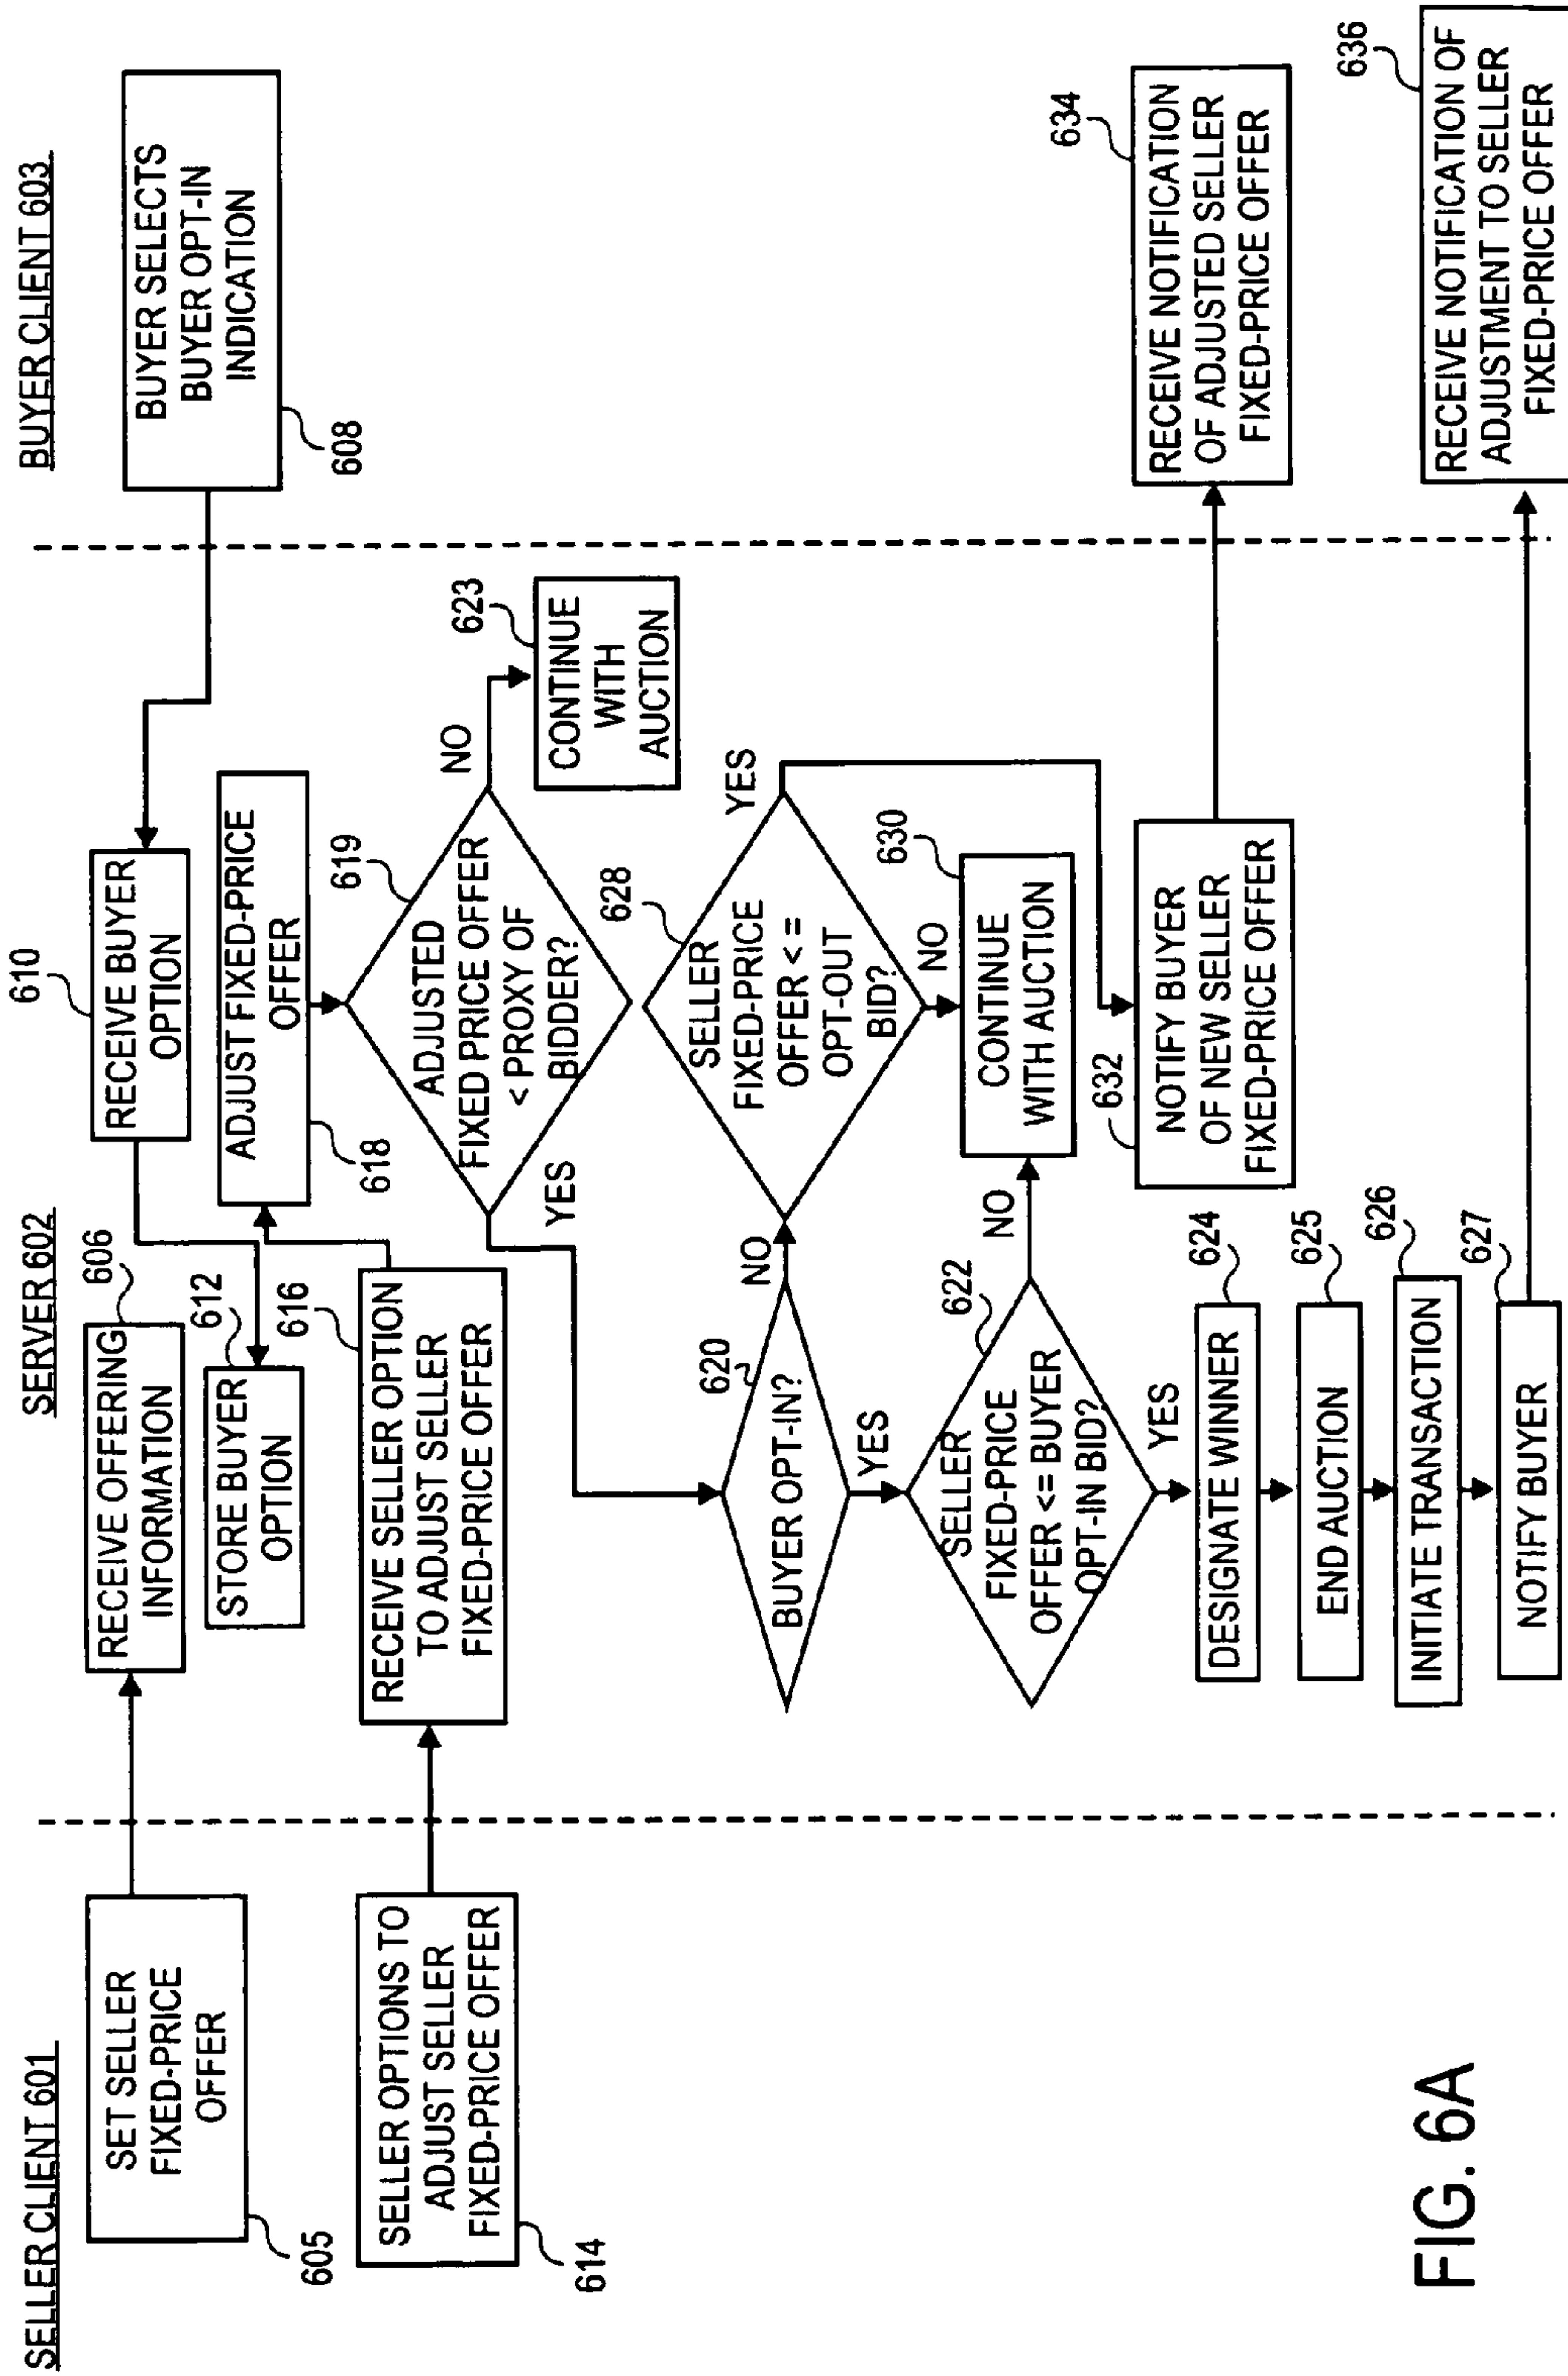 SELLER CLIENT 601
SET SELLER
FIXED-PRICE
OFFER
605
SELLER OPTIONS TO
ADJUST SELLER
FIXED-PRICE OFFER
614
SERVER 602
RECEIVE OFFERING
INFORMATION
606
RECEIVE BUYER
OPTION
610
STORE BUYER
OPTION
612
RECEIVE SELLER OPTION
TO ADJUST SELLER
FIXED-PRICE OFFER
616
ADJUST FIXED-PRICE
OFFER
618
ADJUSTED
FIXED PRICE OFFER
< PROXY OF
BIDDER?
619
NO
CONTINUE
WITH
AUCTION
623
YES
BUYER OPT-IN?
620
NO
YES
SELLER
FIXED-PRICE
OFFER < =
OPT-OUT
BID?
628
YES
NO
SELLER
FIXED-PRICE
OFFER <= BUYER
OPT-IN BID?
622
NO
YES
CONTINUE
WITH AUCTION
630
NOTIFY BUYER
OF NEW SELLER
FIXED-PRICE OFFER
632
DESIGNATE WINNER
624
END AUCTION
625
INITIATE TRANSACTION
626
NOTIFY BUYER
627
BUYER CLIENT 603
BUYER SELECTS
BUYER OPT-IN
INDICATION
608
RECEIVE NOTIFICATION
OF ADJUSTED SELLER
FIXED-PRICE OFFER
634
RECEIVE NOTIFICATION OF
ADJUSTMENT TO SELLER
FIXED-PRICE OFFER
636
FIG. 6A